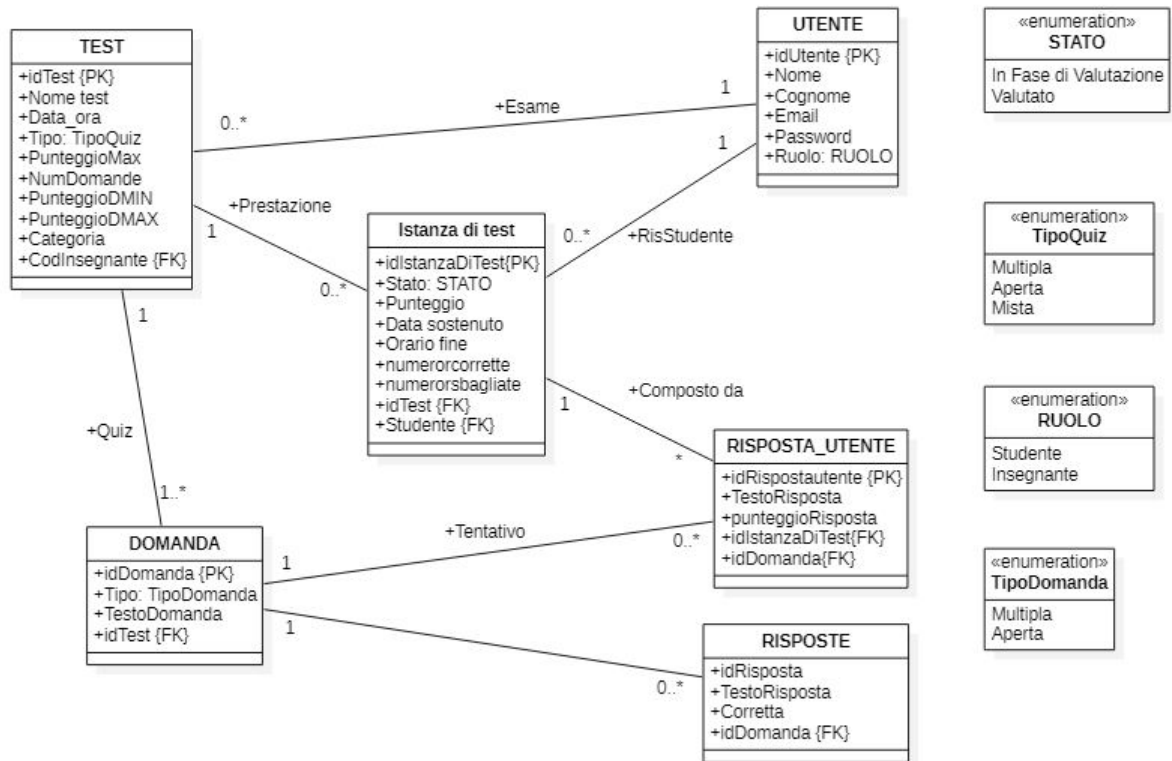 TEST
+idTest {PK}
+Nome test
+Data_ora
+Tipo: TipoQuiz
+PunteggioMax
+NumDomande
+PunteggioDMIN
+PunteggioDMAX
+Categoria
+CodInsegnante {FK}
UTENTE
+idUtente {PK}
+Nome
+Cognome
+Email
+Password
+Ruolo: RUOLO
«enumeration»
STATO
In Fase di Valutazione
Valutato
+Esame
0..*
1
+Prestazione
1
0..*
Istanza di test
+idIstanzaDiTest{PK}
+Stato: STATO
+Punteggio
+Data sostenuto
+Orario fine
+numerorcorrette
+numerorsbagliate
+idTest {FK}
+Studente {FK}
1
0..*
+RisStudente
«enumeration»
TipoQuiz
Multipla
Aperta
Mista
1
+Quiz
1..*
+Composto da
1
*
«enumeration»
RUOLO
Studente
Insegnante
RISPOSTA_UTENTE
+idRispostautente {PK}
+TestoRisposta
+punteggioRisposta
+idIstanzaDiTest{FK}
+idDomanda{FK}
DOMANDA
+idDomanda {PK}
+Tipo: TipoDomanda
+TestoDomanda
+idTest {FK}
+Tentativo
1
0..*
1
0..*
«enumeration»
TipoDomanda
Multipla
Aperta
RISPOSTE
+idRisposta
+TestoRisposta
+Corretta
+idDomanda {FK}